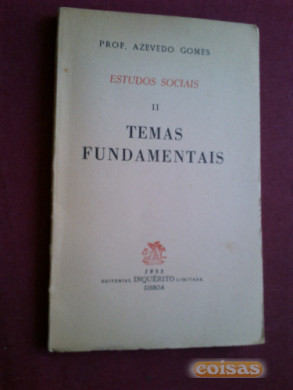 PROF. AZEVEDO GOMES
ESTUDOS SOCIAIS
II
TEMAS
FUNDAMENTAIS
EDITORIAL INQUÉRITO LIMITADA
LISBOA
coisas